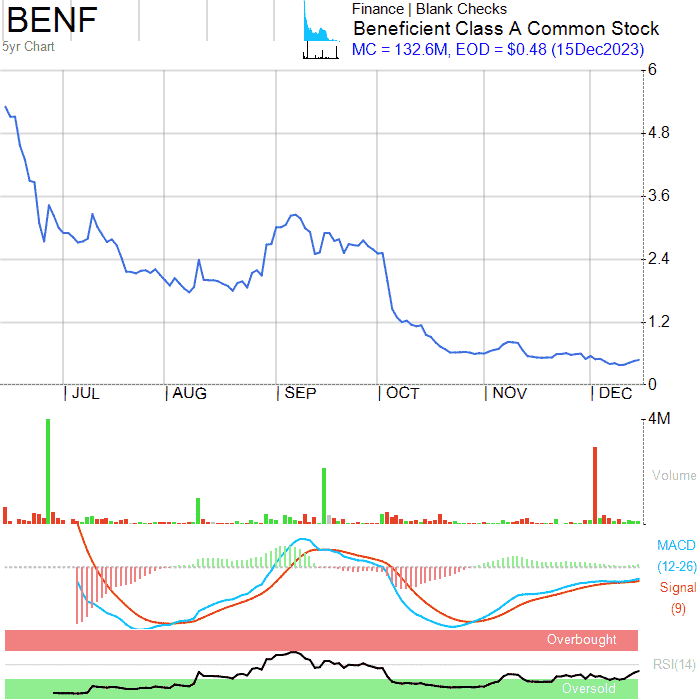 BENF
5yr Chart
Finance | Blank Checks
Beneficient Class A Common Stock
MC = 132.6M, EOD = $0.48 (15Dec2023)
6
4.8
3.6
2.4
1.2
0
JUL AUG SEP OCT NOV DEC
4M
Volume
MACD
(12-26)
Signal
(9)
Overbought
RSI(14)
Oversold